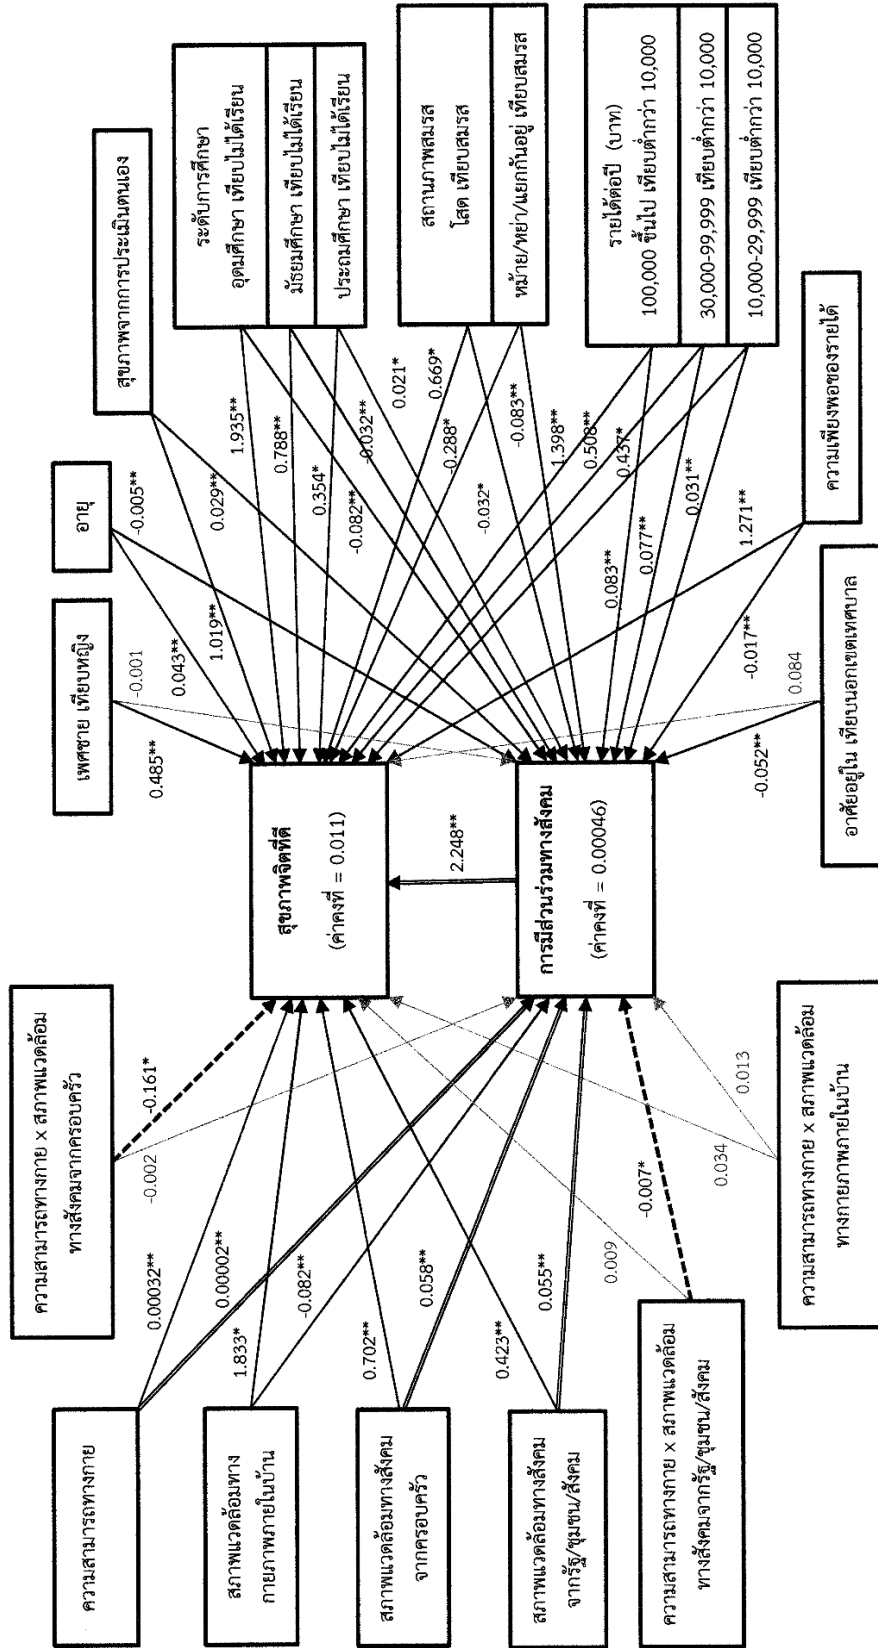 ความสามารถทางกาย
สภาพแวดล้อมทาง
กายภาพภายในบ้าน
สภาพแวดล้อมทางสังคม
จากครอบครัว
สภาพแวดล้อมทางสังคม
จากรัฐ/ชุมชน/สังคม
ความสามารถทางกาย x สภาพแวดล้อม
ทางสังคมจากรัฐ/ชุมชน/สังคม
ความสามารถทางกาย x สภาพแวดล้อม
ทางสังคมจากครอบครัว
ความสามารถทางกาย x สภาพแวดล้อม
ทางกายภาพภายในบ้าน
0.00032**
0.00002**
1.833*
-0.082**
0.702**
0.058**
0.423**
0.055**
0.009
-0.007*
-0.161*
-0.002
0.034
0.013
สุขภาพจิตที่ดี
(ค่าคงที่ = 0.011)
2.248**
การมีส่วนร่วมทางสังคม
(ค่าคงที่ = 0.00046)
เพศชาย เทียบหญิง
0.485**
-0.001
อายุ
0.043**
-0.005**
สุขภาพจากการประเมินตนเอง
1.019**
0.029**
ระดับการศึกษา
อุดมศึกษา เทียบไม่ได้เรียน
มัธยมศึกษา เทียบไม่ได้เรียน
ประถมศึกษา เทียบไม่ได้เรียน
1.935**
0.788**
0.354*
-0.082**
-0.032**
0.021*
สถานภาพสมรส
โสด เทียบสมรส
หม้าย/หย่า/แยกกันอยู่ เทียบสมรส
0.669*
-0.288*
-0.032*
-0.083**
รายได้ต่อปี (บาท)
100,000 ขึ้นไป เทียบต่ำกว่า 10,000
30,000-99,999 เทียบต่ำกว่า 10,000
10,000-29,999 เทียบต่ำกว่า 10,000
1.398**
0.508**
0.437*
0.083**
0.077**
0.031**
ความเพียงพอของรายได้
1.271**
-0.017**
อาศัยอยู่ใน เทียบนอกเขตเทศบาล
0.084
-0.052**